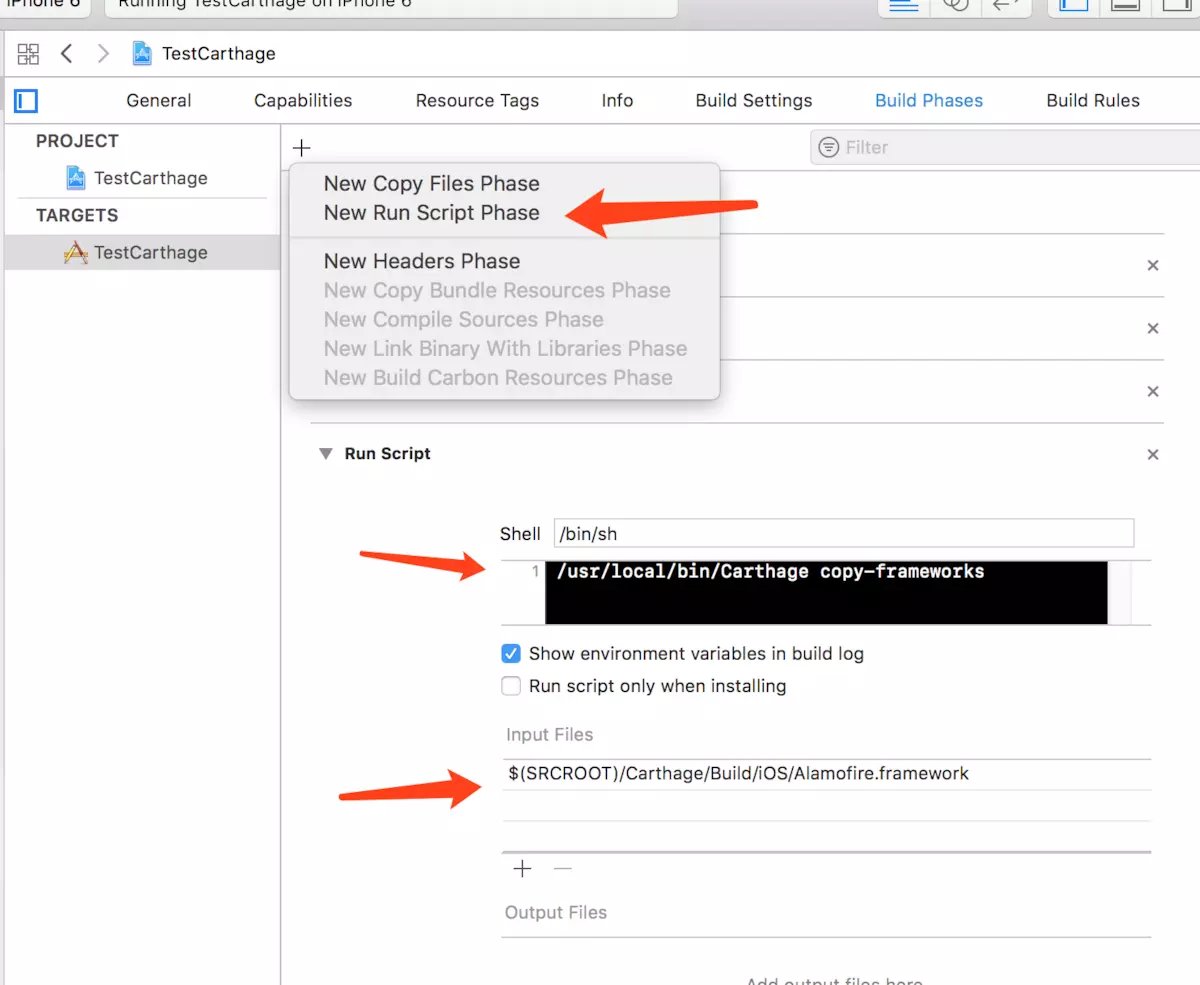 iPhone 6 Running TestCarthage on iPhone 6
TestCarthage
General Capabilities Resource Tags Info Build Settings Build Phases Build Rules
PROJECT
TestCarthage
TARGETS
TestCarthage
Filter
New Copy Files Phase
New Run Script Phase
New Headers Phase
New Copy Bundle Resources Phase
New Compile Sources Phase
New Link Binary With Libraries Phase
New Build Carbon Resources Phase
Run Script
Shell /bin/sh
1 /usr/local/bin/Carthage copy-frameworks
Show environment variables in build log
Run script only when installing
Input Files
$(SRCROOT)/Carthage/Build/iOS/Alamofire.framework
Output Files
Add output files here